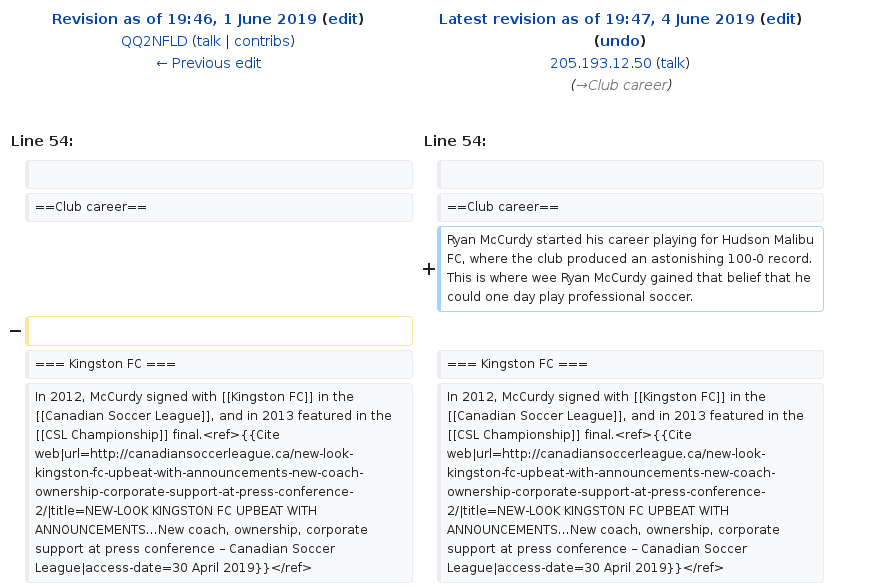 Revision as of 19:46, 1 June 2019 (edit)
QQ2NFLD (talk | contribs)
← Previous edit
Latest revision as of 19:47, 4 June 2019 (edit)
(undo)
205.193.12.50 (talk)
(→Club career)
Line 54:
Line 54:
==Club career==
==Club career==
+
Ryan McCurdy started his career playing for Hudson Malibu
FC, where the club produced an astonishing 100-0 record.
This is where wee Ryan McCurdy gained that belief that he
could one day play professional soccer.
−
=== Kingston FC ===
=== Kingston FC ===
In 2012, McCurdy signed with [[Kingston FC]] in the
[[Canadian Soccer League]], and in 2013 featured in the
[[CSL Championship]] final.<ref>{{Cite
web|url=http://canadiansoccerleague.ca/new-look-
kingston-fc-upbeat-with-announcements-new-coach-
ownership-corporate-support-at-press-conference-
2/|title=NEW-LOOK KINGSTON FC UPBEAT WITH
ANNOUNCEMENTS...New coach, ownership, corporate
support at press conference – Canadian Soccer
League|access-date=30 April 2019}}</ref>
In 2012, McCurdy signed with [[Kingston FC]] in the
[[Canadian Soccer League]], and in 2013 featured in the
[[CSL Championship]] final.<ref>{{Cite
web|url=http://canadiansoccerleague.ca/new-look-
kingston-fc-upbeat-with-announcements-new-coach-
ownership-corporate-support-at-press-conference-
2/|title=NEW-LOOK KINGSTON FC UPBEAT WITH
ANNOUNCEMENTS...New coach, ownership, corporate
support at press conference – Canadian Soccer
League|access-date=30 April 2019}}</ref>